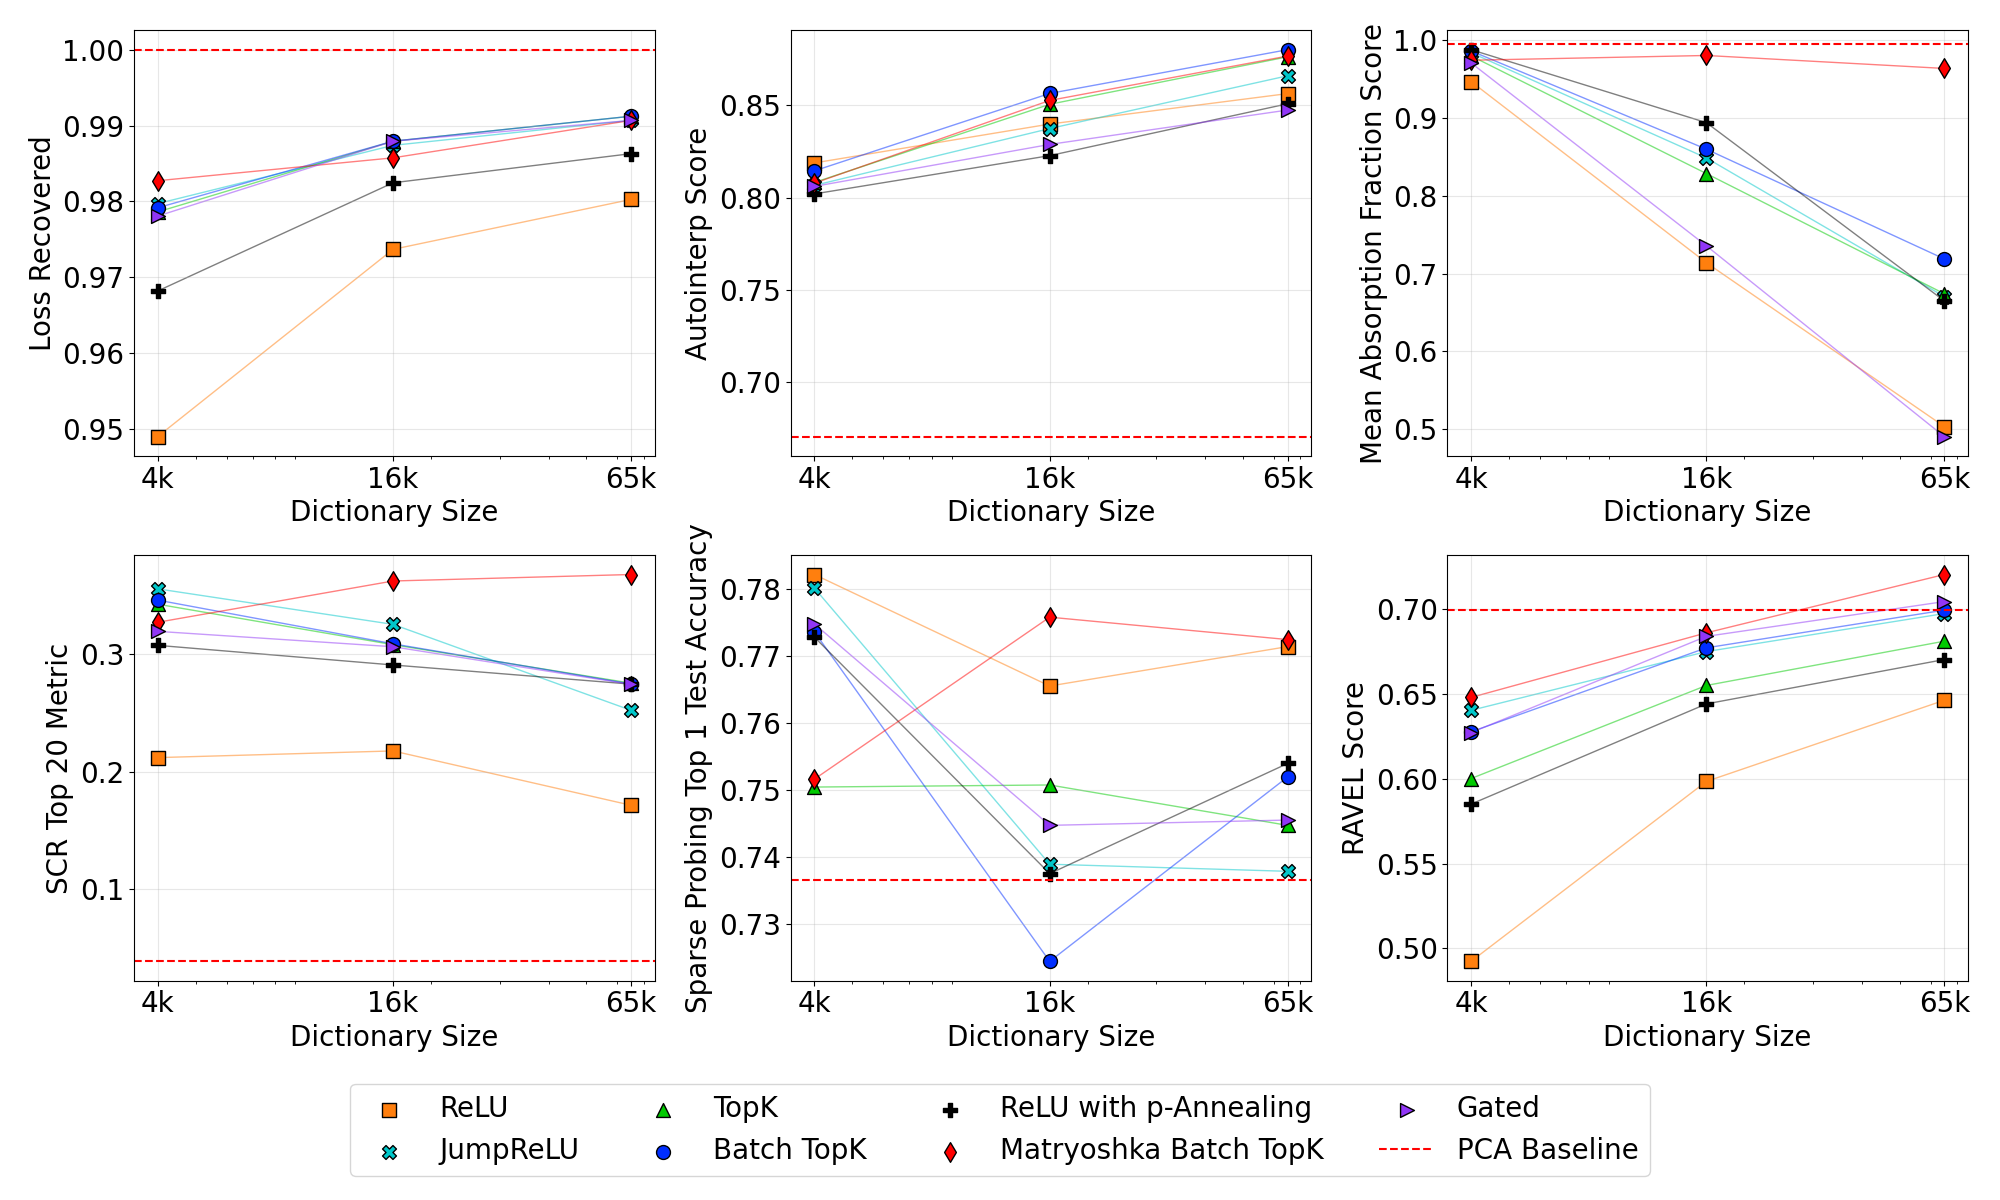 Loss Recovered
1.00
0.99
0.98
0.97
0.96
0.95
4k 16k 65k
Dictionary Size
Autointerp Score
0.85
0.80
0.75
0.70
4k 16k 65k
Dictionary Size
Mean Absorption Fraction Score
1.0
0.9
0.8
0.7
0.6
0.5
4k 16k 65k
Dictionary Size
SCR Top 20 Metric
0.3
0.2
0.1
4k 16k 65k
Dictionary Size
Sparse Probing Top 1 Test Accuracy
0.78
0.77
0.76
0.75
0.74
0.73
4k 16k 65k
Dictionary Size
RAVEL Score
0.70
0.65
0.60
0.55
0.50
4k 16k 65k
Dictionary Size
ReLU TopK ReLU with p-Annealing Gated
JumpReLU Batch TopK Matryoshka Batch TopK PCA Baseline